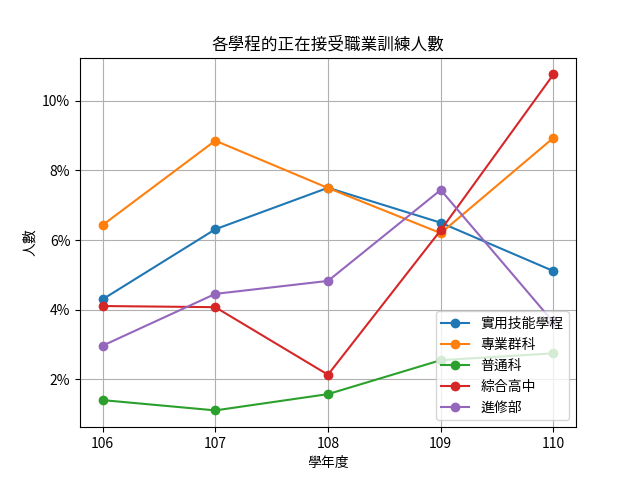 各學程的正在接受職業訓練人數
人數
10%
8%
6%
4%
2%
106
107
108
109
110
學年度
實用技能學程
專業群科
普通科
綜合高中
進修部